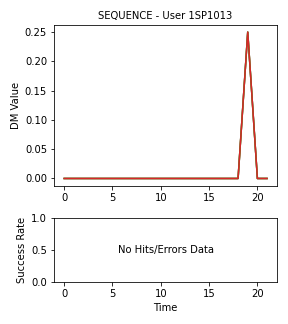 SEQUENCE - User 1SP1013
DM Value
0.25
0.20
0.15
0.10
0.05
0.00
0 5 10 15 20
Success Rate
1.0
0.5
0.0
No Hits/Errors Data
0 5 10 15 20
Time